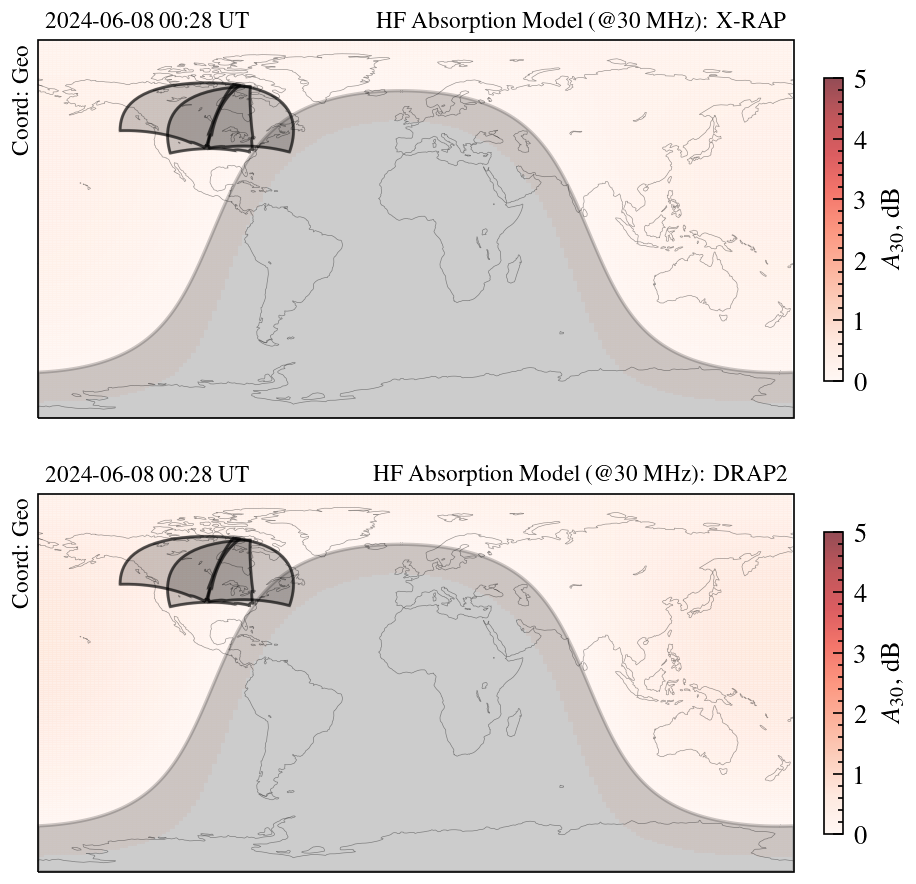 2024-06-08 00:28 UT
HF Absorption Model (@30 MHz): X-RAP
Coord: Geo
5
4
3
2
1
0
A30, dB
2024-06-08 00:28 UT
HF Absorption Model (@30 MHz): DRAP2
Coord: Geo
5
4
3
2
1
0
A30, dB